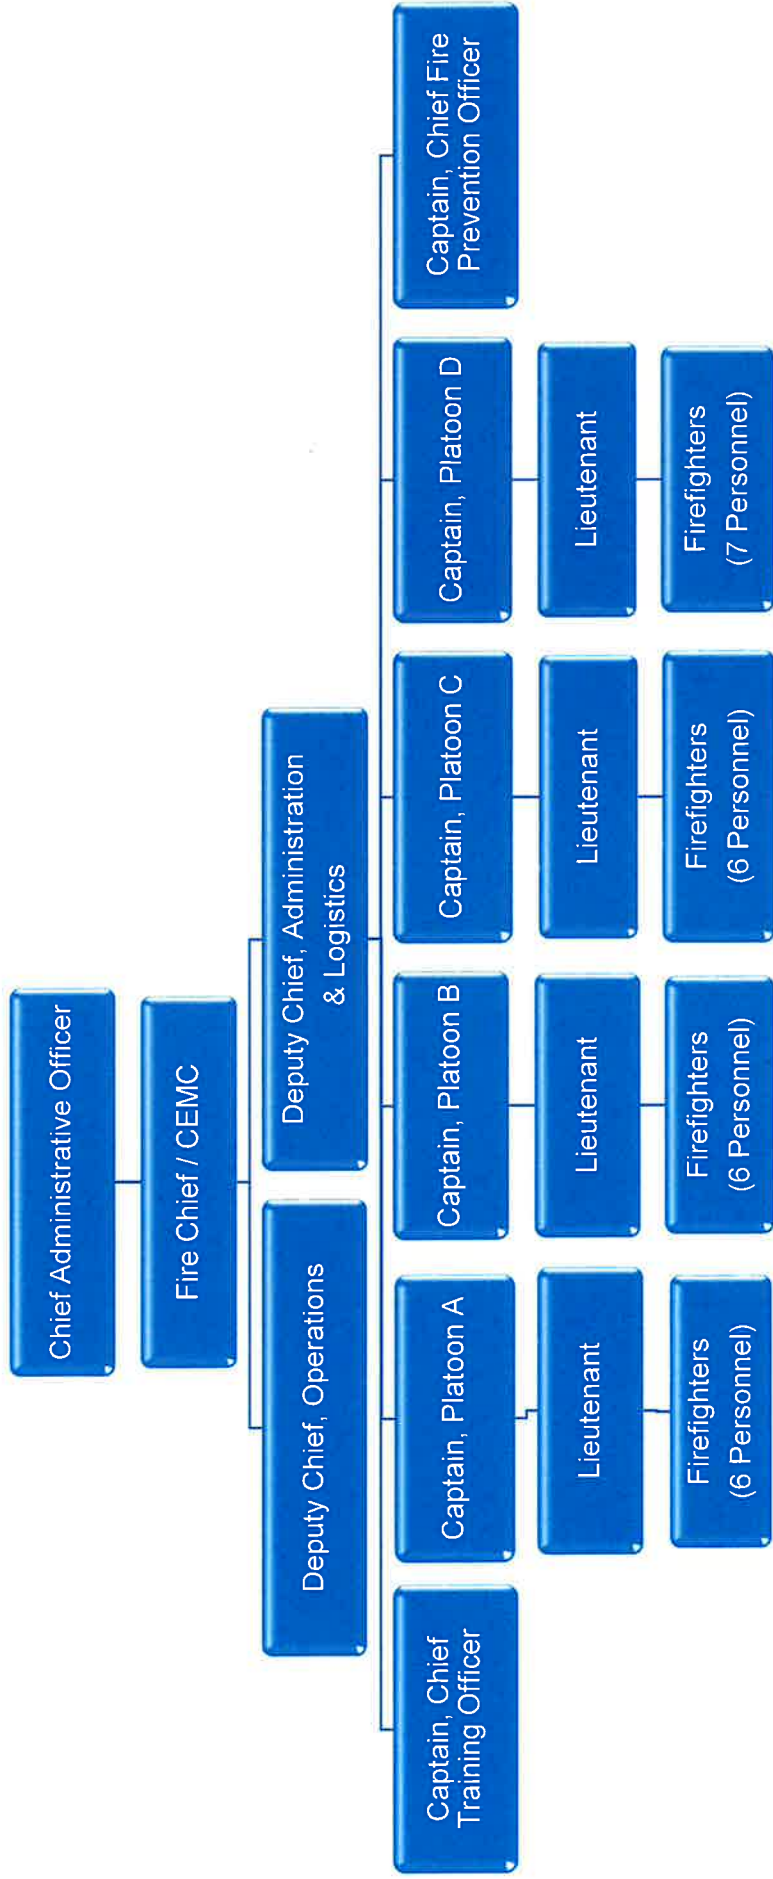 Chief Administrative Officer
Fire Chief / CEMC
Deputy Chief, Operations
Deputy Chief, Administration
& Logistics
Captain, Chief
Training Officer
Captain, Platoon A
Captain, Platoon B
Captain, Platoon C
Captain, Platoon D
Captain, Chief Fire
Prevention Officer
Lieutenant
Lieutenant
Lieutenant
Lieutenant
Firefighters
(6 Personnel)
Firefighters
(6 Personnel)
Firefighters
(6 Personnel)
Firefighters
(7 Personnel)